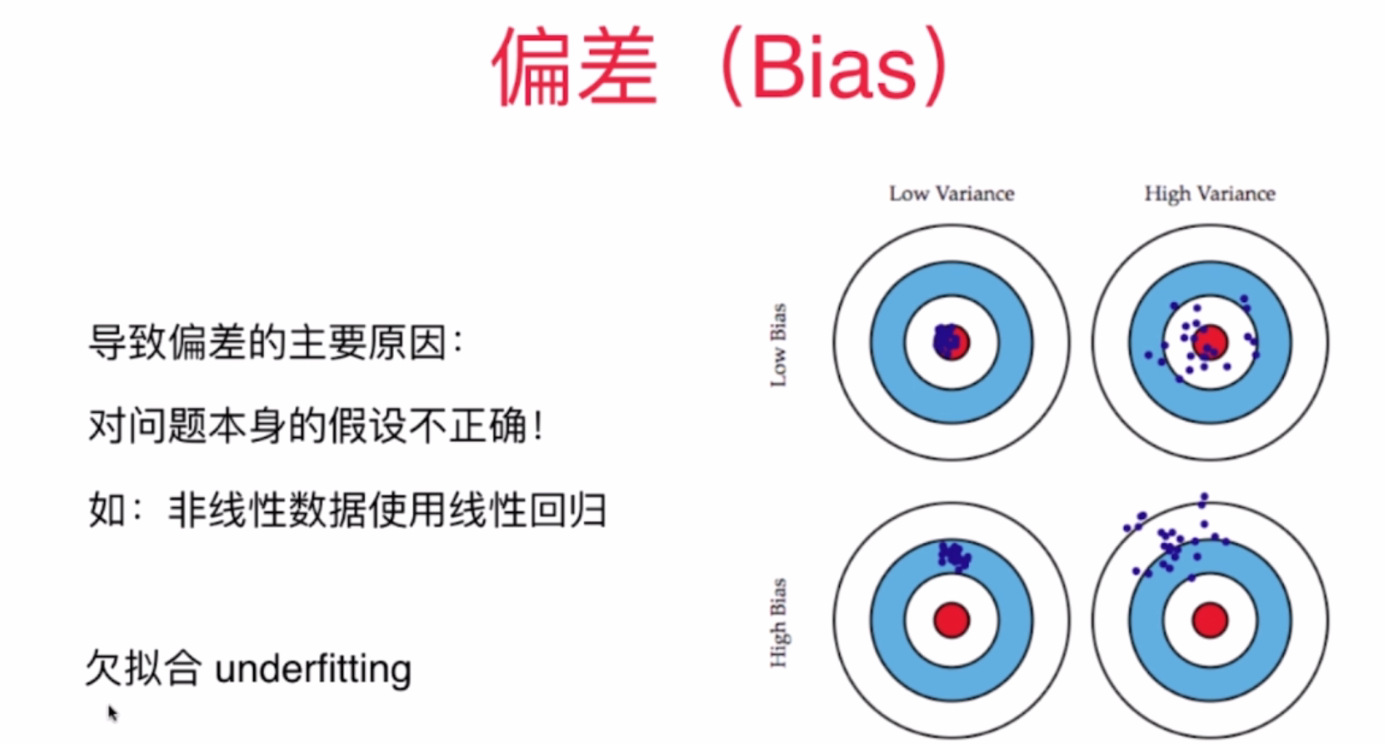 偏差（Bias）
导致偏差的主要原因：
对问题本身的假设不正确！
如：非线性数据使用线性回归
欠拟合 underfitting
Low Variance
High Variance
Low Bias
High Bias